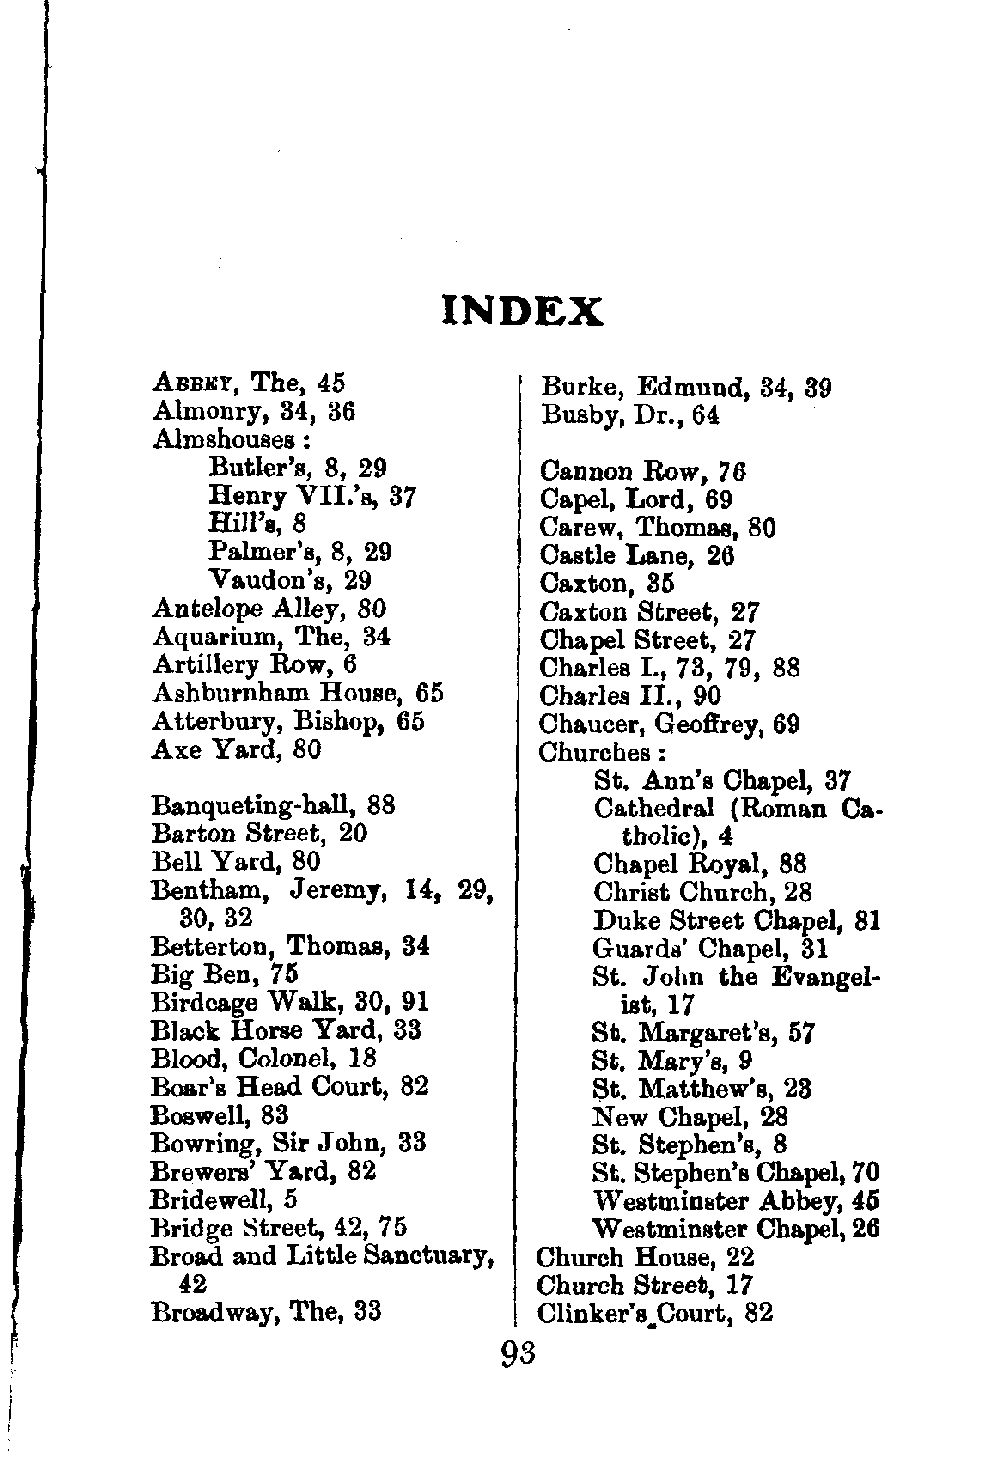 INDEX
ABBEY, The, 45
Almonry, 34, 36
Almshouses :
Butler's, 8, 29
Henry VII.'s, 37
Hill's, 8
Palmer's, 8, 29
Vaudon's, 29
Antelope Alley, 80
Aquarium, The, 34
Artillery Row, 6
Ashburnham House, 65
Atterbury, Bishop, 65
Axe Yard, 80
Banqueting-hall, 88
Barton Street, 20
Bell Yard, 80
Bentham, Jeremy, 14, 29,
30, 32
Betterton, Thomas, 34
Big Ben, 75
Birdcage Walk, 30, 91
Black Horse Yard, 33
Blood, Colonel, 18
Boar's Head Court, 82
Boswell, 83
Bowring, Sir John, 33
Brewers' Yard, 82
Bridewell, 5
Bridge Street, 42, 75
Broad and Little Sanctuary,
42
Broadway, The, 33
Burke, Edmund, 34, 39
Busby, Dr., 64
Cannon Row, 76
Capel, Lord, 69
Carew, Thomas, 80
Castle Lane, 26
Caxton, 35
Caxton Street, 27
Chapel Street, 27
Charles I., 73, 79, 88
Charles II., 90
Chaucer, Geoffrey, 69
Churches :
St. Ann's Chapel, 37
Cathedral (Roman Ca-
tholic), 4
Chapel Royal, 88
Christ Church, 28
Duke Street Chapel, 81
Guards' Chapel, 31
St. John the Evangel-
ist, 17
St. Margaret's, 57
St. Mary's, 9
St. Matthew's, 23
New Chapel, 28
St. Stephen's, 8
St. Stephen's Chapel, 70
Westminster Abbey, 45
Westminster Chapel, 26
Church House, 22
Church Street, 17
Clinker's Court, 82
93